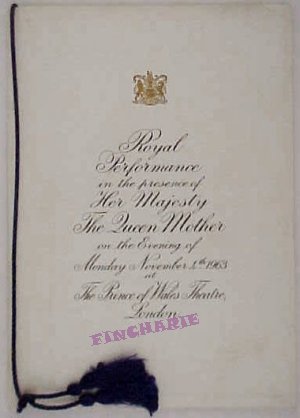 Royal
Performance
in the presence of
Her Majesty
The Queen Mother
on the Evening of
Monday November 4th 1963
at
The Prince of Wales Theatre,
London
FINCHARIE